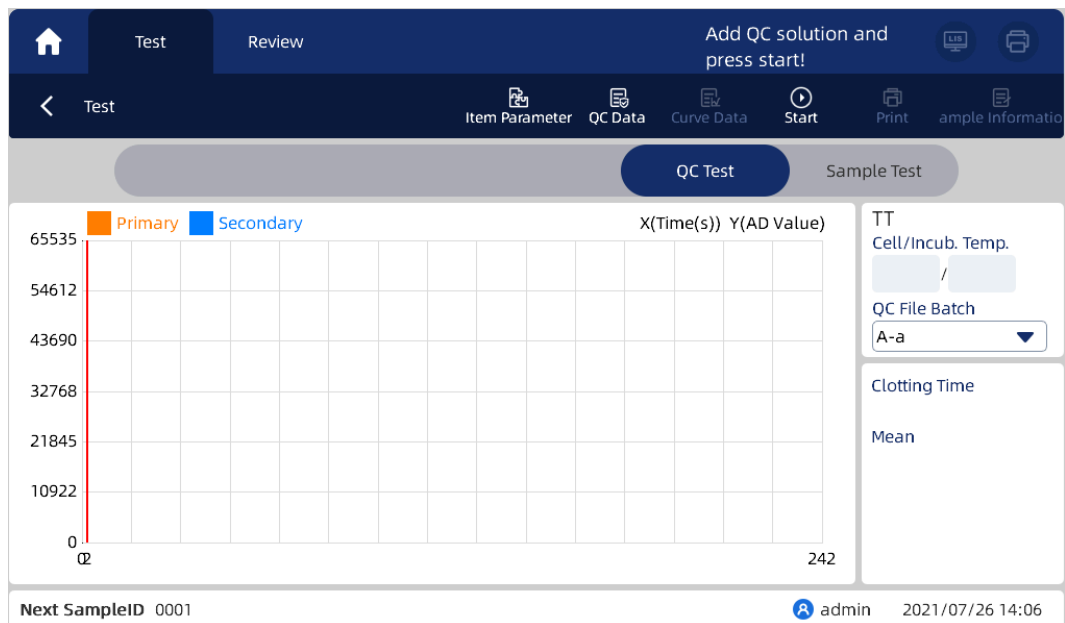 Test Review Add QC solution and
press start!
LIS
Test
Item Parameter QC Data Curve Data Start Print ample Informatio
QC Test Sample Test
Primary Secondary X(Time(s)) Y(AD Value)
65535
54612
43690
32768
21845
10922
0
02 242
TT
Cell/Incub. Temp.
/
QC File Batch
A-a
Clotting Time
Mean
Next SampleID 0001 admin 2021/07/26 14:06